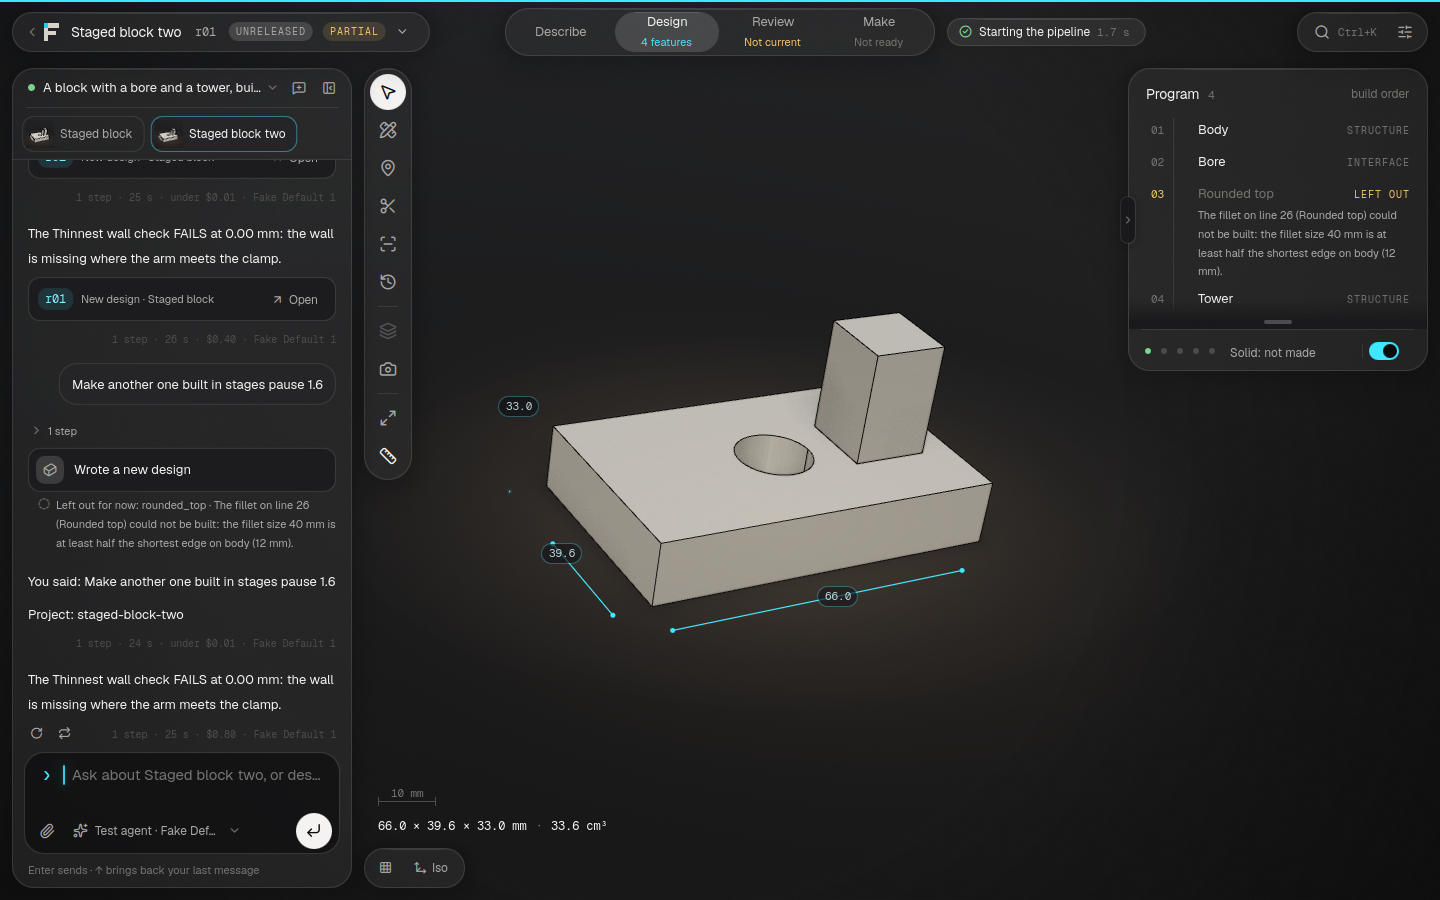 Staged block two r01 UNRELEASED PARTIAL
Describe
Design
4 features
Review
Not current
Make
Not ready
Starting the pipeline 1.7 s
Ctrl+K
A block with a bore and a tower, bui...
Staged block
Staged block two
1 step · 25 s · under $0.01 · Fake Default 1
The Thinnest wall check FAILS at 0.00 mm: the wall
is missing where the arm meets the clamp.
r01 New design · Staged block Open
1 step · 26 s · $0.40 · Fake Default 1
Make another one built in stages pause 1.6
1 step
Wrote a new design
Left out for now: rounded_top · The fillet on line 26
(Rounded top) could not be built: the fillet size 40 mm is
at least half the shortest edge on body (12 mm).
You said: Make another one built in stages pause 1.6
Project: staged-block-two
1 step · 24 s · under $0.01 · Fake Default 1
The Thinnest wall check FAILS at 0.00 mm: the wall
is missing where the arm meets the clamp.
1 step · 25 s · $0.80 · Fake Default 1
Ask about Staged block two, or des...
Test agent · Fake Def...
Enter sends · ↑ brings back your last message
33.0
39.6
66.0
10 mm
66.0 × 39.6 × 33.0 mm · 33.6 cm³
Iso
Program 4 build order
01 Body STRUCTURE
02 Bore INTERFACE
03 Rounded top LEFT OUT
The fillet on line 26 (Rounded top) could
not be built: the fillet size 40 mm is at
least half the shortest edge on body (12
mm).
04 Tower STRUCTURE
Solid: not made